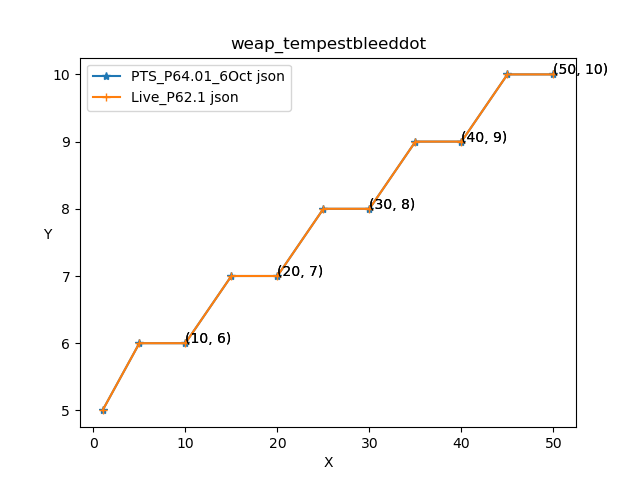 weap_tempestbleeddot
PTS_P64.01_6Oct json
Live_P62.1 json
Y
10
9
8
7
6
5
(50, 10)
(40, 9)
(30, 8)
(20, 7)
(10, 6)
0 10 20 30 40 50
X